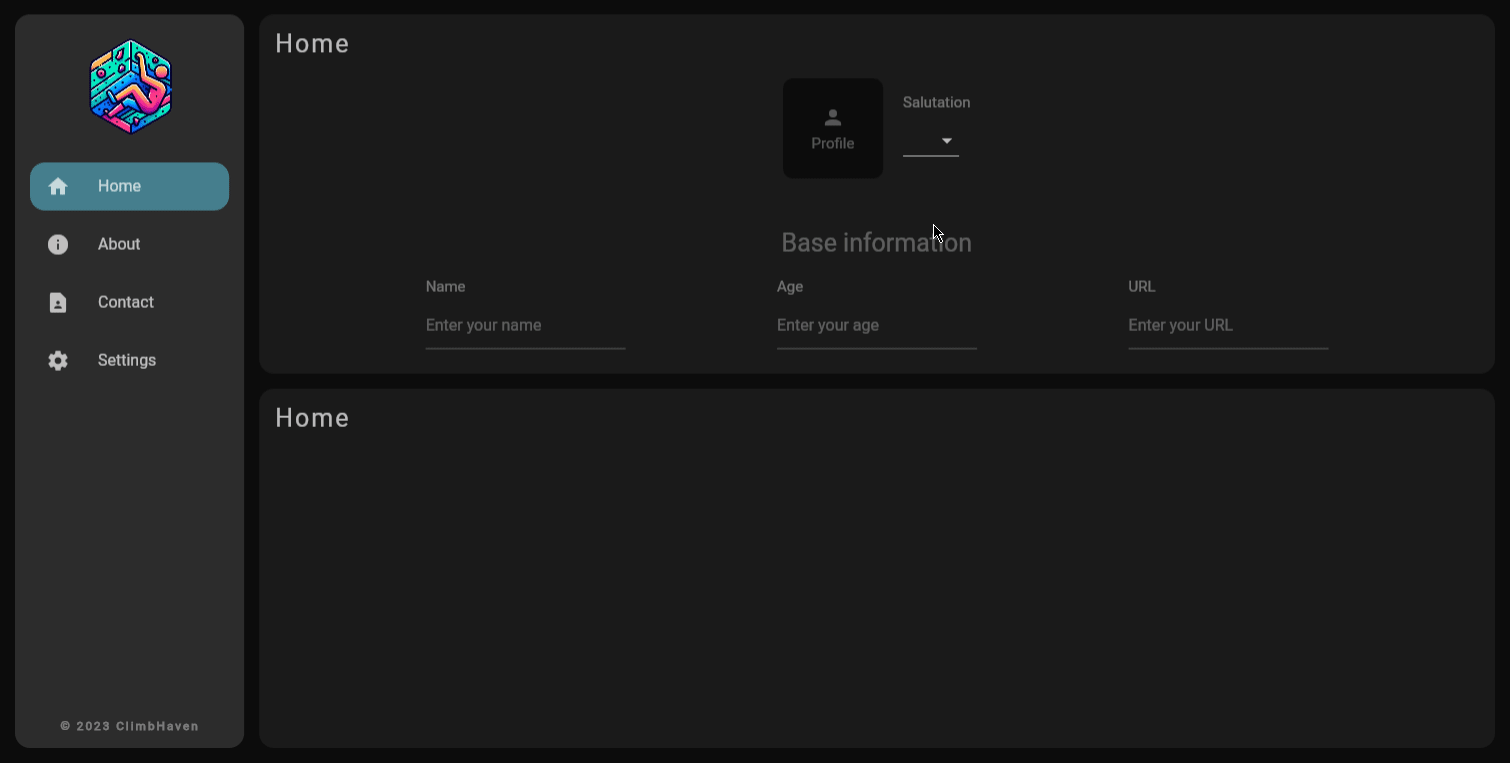 Home
About
Contact
Settings
© 2023 ClimbHaven
Home
Profile
Salutation
Base information
Name
Age
URL
Enter your name
Enter your age
Enter your URL
Home